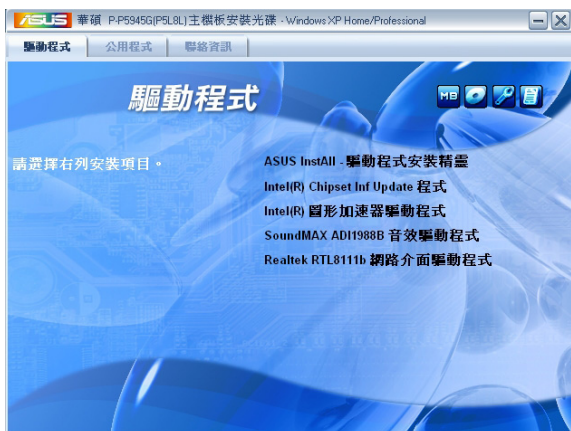 ASUS 華碩 P-P5945G(P5L8L)主機板安裝光碟 - Windows XP Home/Professional
驅動程式 公用程式 聯絡資訊
驅動程式
MB
請選擇右列安裝項目。
ASUS InstAll - 驅動程式安裝精靈
Intel(R) Chipset Inf Update 程式
Intel(R) 圖形加速器驅動程式
SoundMAX ADI1988B 音效驅動程式
Realtek RTL8111b 網路介面驅動程式